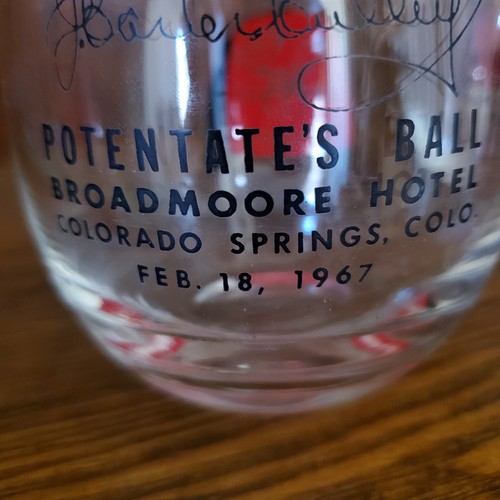 POTENTATE'S BALL
BROADMOORE HOTEL
COLORADO SPRINGS, COLO.
FEB. 18, 1967